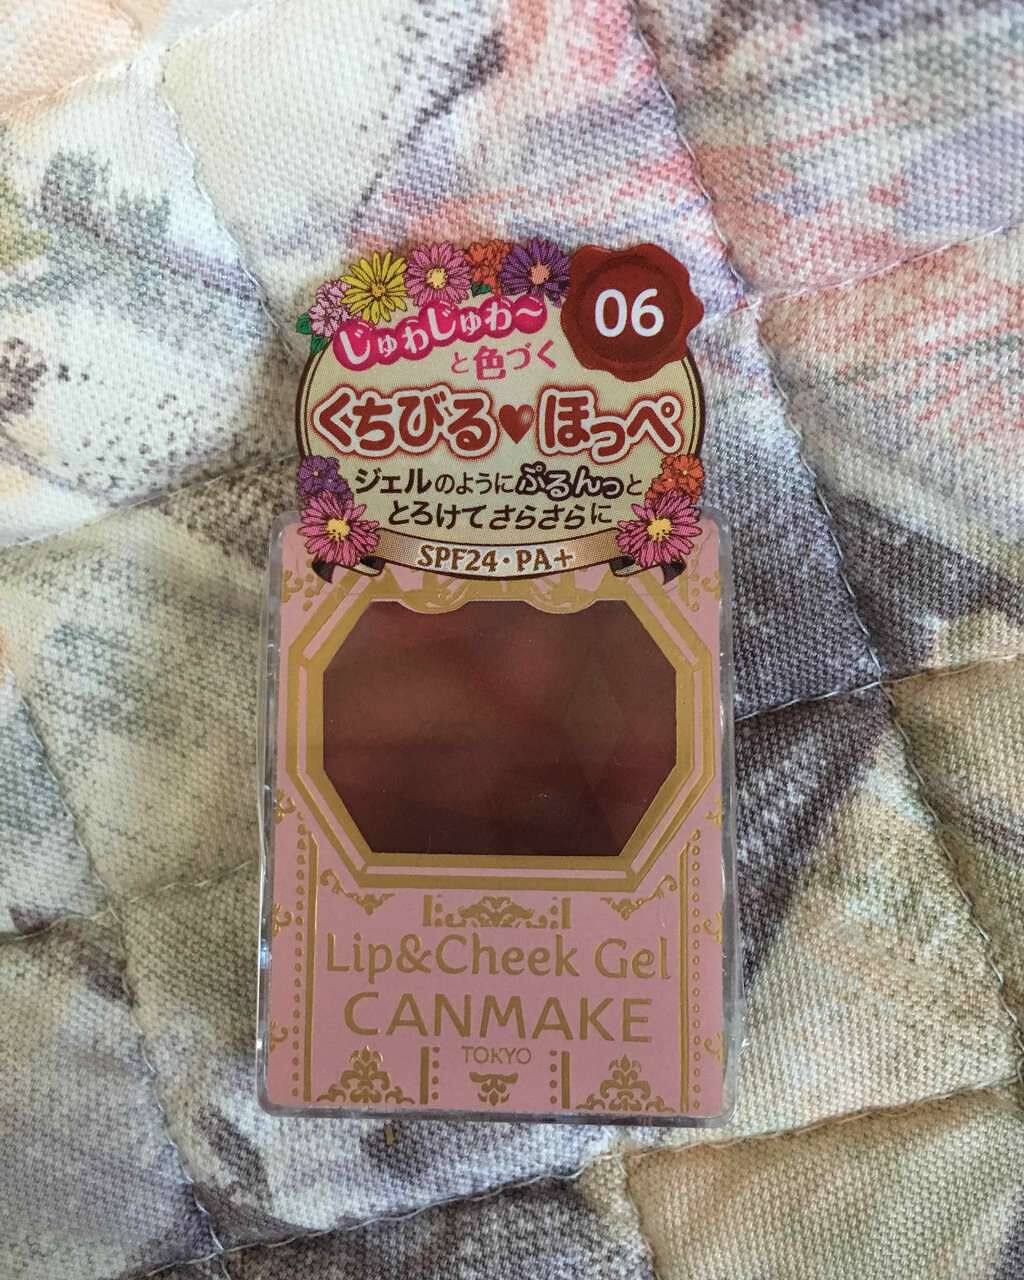 06
じゅわじゅわ～
と色づく
くちびる♥ほっぺ
ジェルのようにぷるんっと
とろけてさらさらに
SPF24・PA+
Lip&Cheek Gel
CANMAKE
TOKYO